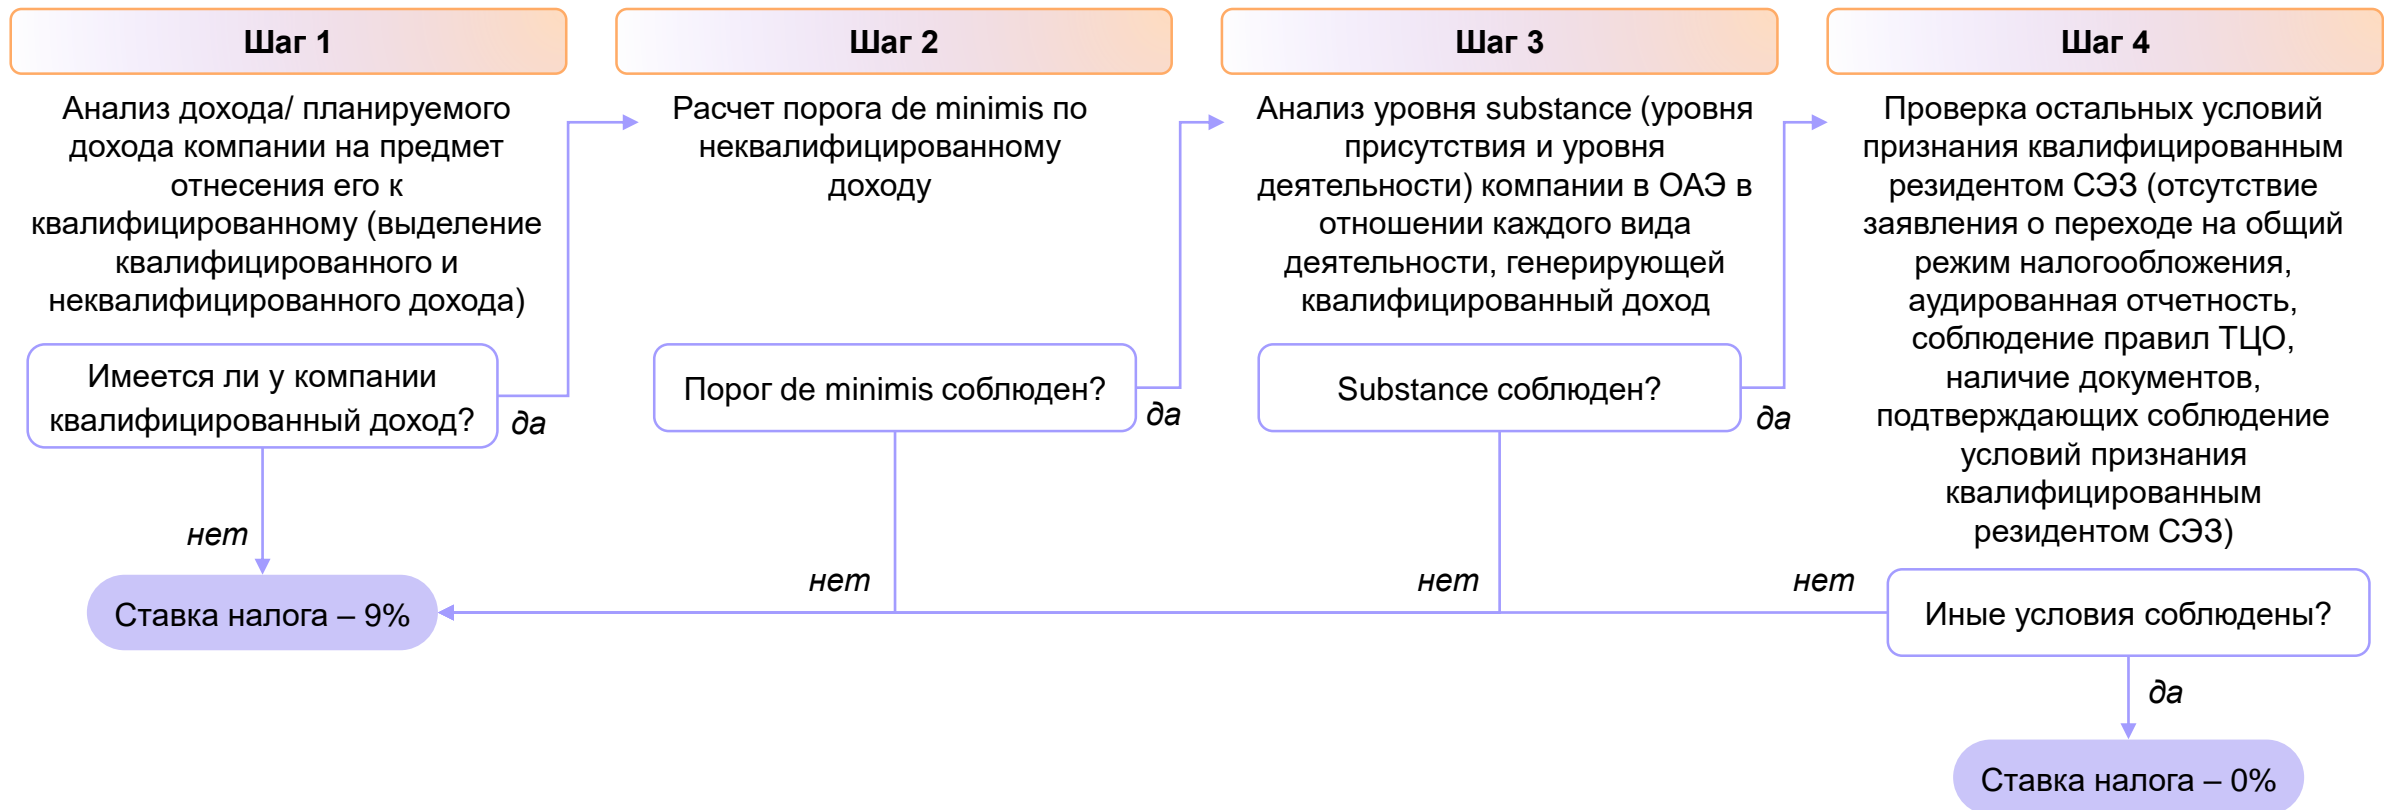 Шаг 1
Анализ дохода/ планируемого
дохода компании на предмет
отнесения его к
квалифицированному (выделение
квалифицированного и
неквалифицированного дохода)
Имеется ли у компании
квалифицированный доход?
да
нет
Ставка налога – 9%
Шаг 2
Расчет порога de minimis по
неквалифицированному
доходу
Порог de minimis соблюден?
да
нет
Шаг 3
Анализ уровня substance (уровня
присутствия и уровня
деятельности) компании в ОАЭ в
отношении каждого вида
деятельности, генерирующей
квалифицированный доход
Substance соблюден?
да
нет
Шаг 4
Проверка остальных условий
признания квалифицированным
резидентом СЭЗ (отсутствие
заявления о переходе на общий
режим налогообложения,
аудированная отчетность,
соблюдение правил ТЦО,
наличие документов,
подтверждающих соблюдение
условий признания
квалифицированным
резидентом СЭЗ)
нет
Иные условия соблюдены?
да
Ставка налога – 0%